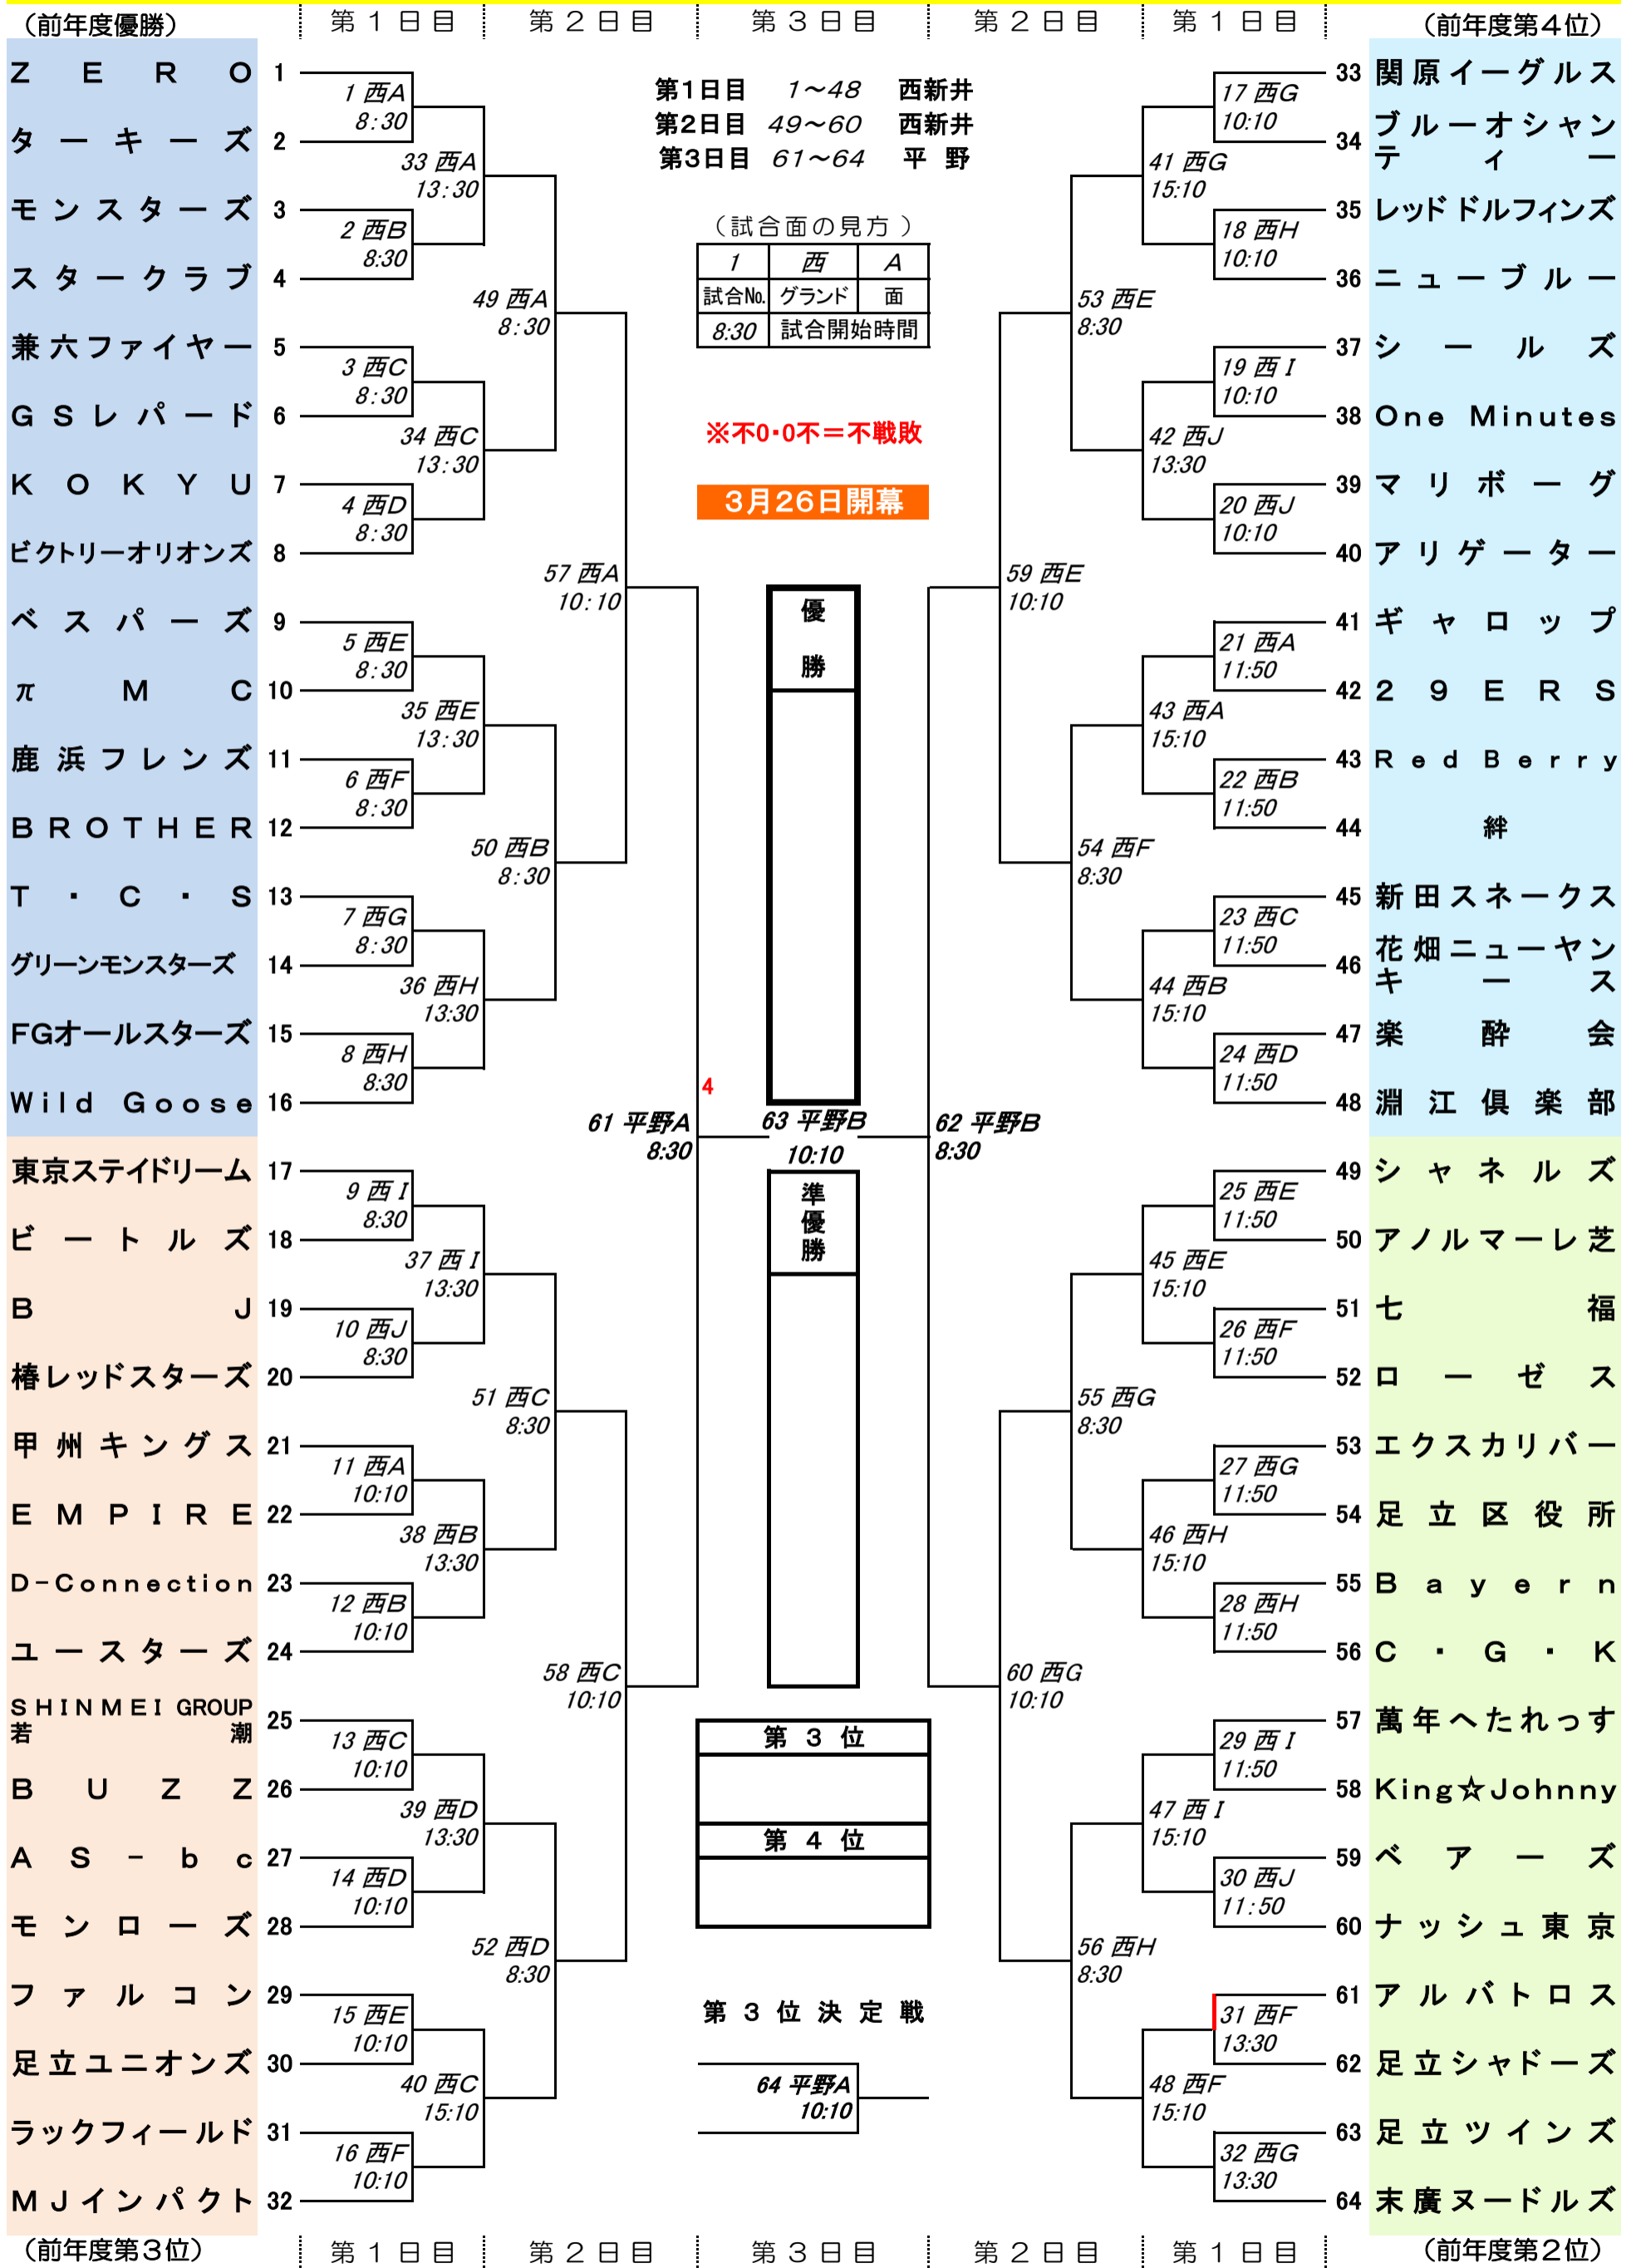 第１日目 第２日目 第３日目 第２日目 第１日目
（前年度優勝） （前年度第４位）
第1日目 1～48 西新井
第2日目 49～60 西新井
第3日目 61～64 平 野
（試合面の見方）
1 西 A
試合No. グランド 面
8:30 試合開始時間
※不0・0不＝不戦敗
3月26日開幕
ＺＥＲＯ 1
1 西A
8:30
ターキーズ 2
33 西A
13:30
モンスターズ 3
2 西B
8:30
スタークラブ 4
49 西A
8:30
兼六ファイヤー 5
3 西C
8:30
ＧＳレパード 6
34 西C
13:30
ＫＯＫＹＵ 7
4 西D
8:30
ビクトリーオリオンズ 8
57 西A
10:10
ベスパーズ 9
5 西E
8:30
πＭＣ 10
35 西E
13:30
鹿浜フレンズ 11
6 西F
8:30
ＢＲＯＴＨＥＲ 12
50 西B
8:30
Ｔ・Ｃ・Ｓ 13
7 西G
8:30
グリーンモンスターズ 14
36 西H
13:30
FGオールスターズ 15
8 西H
8:30
Wild Goose 16
61 平野A
8:30
東京ステイドリーム 17
9 西I
8:30
ビートルズ 18
37 西I
13:30
ＢＪ 19
10 西J
8:30
椿レッドスターズ 20
51 西C
8:30
甲州キングス 21
11 西A
10:10
ＥＭＰＩＲＥ 22
38 西B
13:30
D-Connection 23
12 西B
10:10
ユースターズ 24
58 西C
10:10
SHINMEI GROUP
若潮 25
13 西C
10:10
ＢＵＺＺ 26
39 西D
13:30
ＡＳ－ｂｃ 27
14 西D
10:10
モンローズ 28
52 西D
8:30
ファルコン 29
15 西E
10:10
足立ユニオンズ 30
40 西C
15:10
ラックフィールド 31
16 西F
10:10
ＭＪインパクト 32
優勝
4
63 平野B
10:10
準優勝
第３位
第４位
第３位決定戦
64 平野A
10:10
33 関原イーグルス
17 西G
10:10
34 ブルーオシャン
ティー
41 西G
15:10
35 レッドドルフィンズ
18 西H
10:10
36 ニューブルー
53 西E
8:30
37 シールズ
19 西I
10:10
38 One Minutes
42 西J
13:30
39 マリボーグ
20 西J
10:10
40 アリゲーター
59 西E
10:10
41 ギャロップ
21 西A
11:50
42 ２９ＥＲＳ
43 西A
15:10
43 Red Berry
22 西B
11:50
44 絆
54 西F
8:30
45 新田スネークス
23 西C
11:50
46 花畑ニューヤン
キース
44 西B
15:10
47 楽酔会
24 西D
11:50
48 淵江倶楽部
62 平野B
8:30
49 シャネルズ
25 西E
11:50
50 アノルマーレ芝
45 西E
15:10
51 七福
26 西F
11:50
52 ローゼス
55 西G
8:30
53 エクスカリバー
27 西G
11:50
54 足立区役所
46 西H
15:10
55 Bayern
28 西H
11:50
56 Ｃ・Ｇ・Ｋ
60 西G
10:10
57 萬年へたれっす
29 西I
11:50
58 King☆Johnny
47 西I
15:10
59 ベアーズ
30 西J
11:50
60 ナッシュ東京
56 西H
8:30
61 アルバトロス
31 西F
13:30
62 足立シャドーズ
48 西F
15:10
63 足立ツインズ
32 西G
13:30
64 末廣ヌードルズ
（前年度第３位） （前年度第２位）
第１日目 第２日目 第３日目 第２日目 第１日目